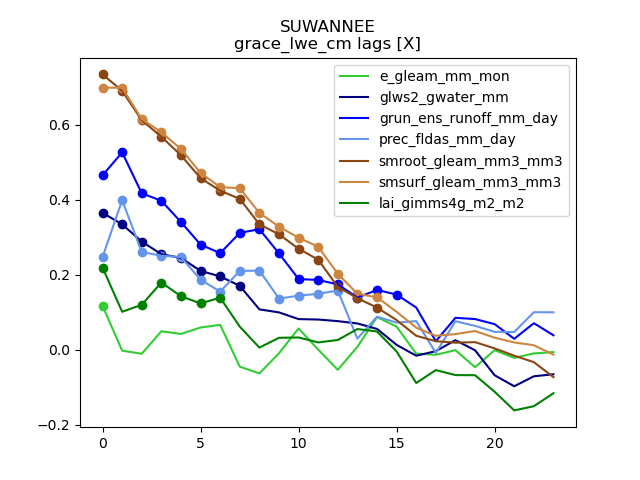 SUWANNEE
grace_lwe_cm lags [X]
e_gleam_mm_mon
glws2_gwater_mm
grun_ens_runoff_mm_day
prec_fldas_mm_day
smroot_gleam_mm3_mm3
smsurf_gleam_mm3_mm3
lai_gimms4g_m2_m2
0.6
0.4
0.2
0.0
−0.2
0 5 10 15 20